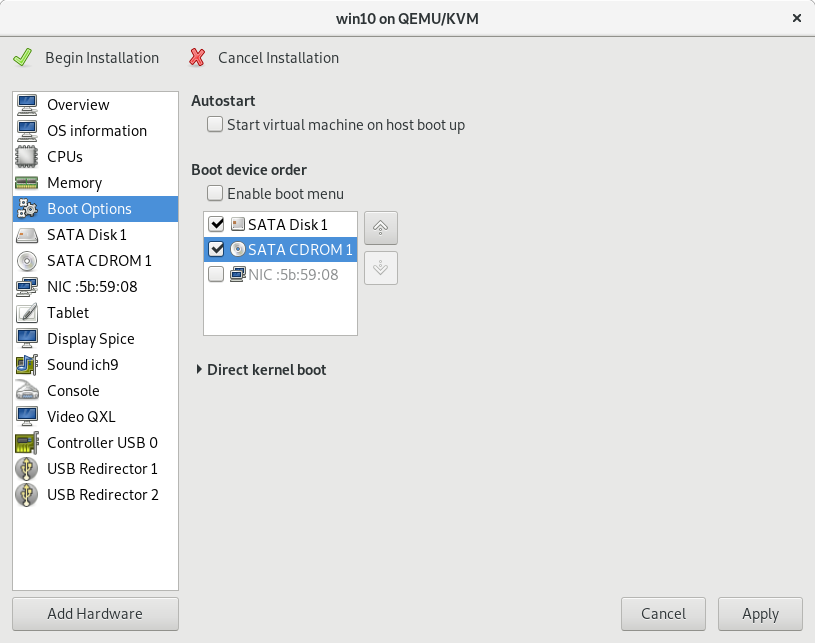 win10 on QEMU/KVM
Begin Installation
Cancel Installation
Overview
OS information
CPUs
Memory
Boot Options
SATA Disk 1
SATA CDROM 1
NIC :5b:59:08
Tablet
Display Spice
Sound ich9
Console
Video QXL
Controller USB 0
USB Redirector 1
USB Redirector 2
Add Hardware
Autostart
Start virtual machine on host boot up
Boot device order
Enable boot menu
SATA Disk 1
SATA CDROM 1
NIC :5b:59:08
Direct kernel boot
Cancel
Apply